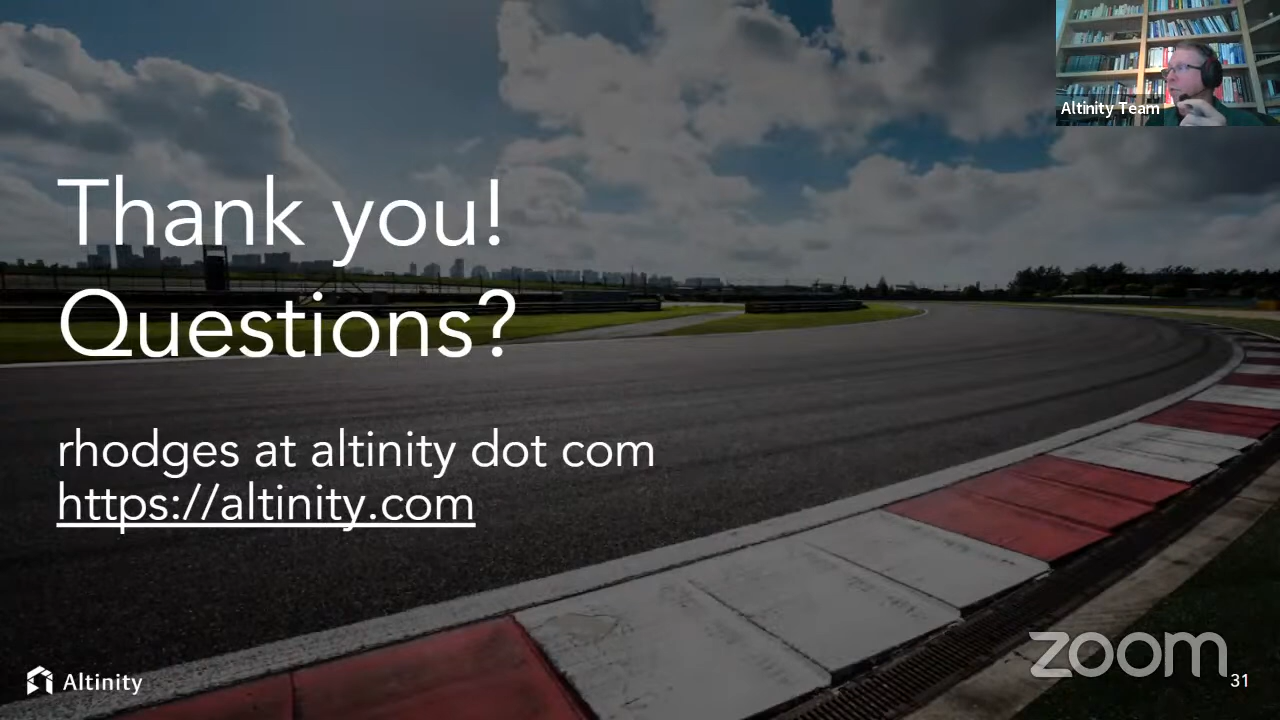 Altinity Team
Thank you!
Questions?
rhodges at altinity dot com
https://altinity.com
Altinity
zoom
31